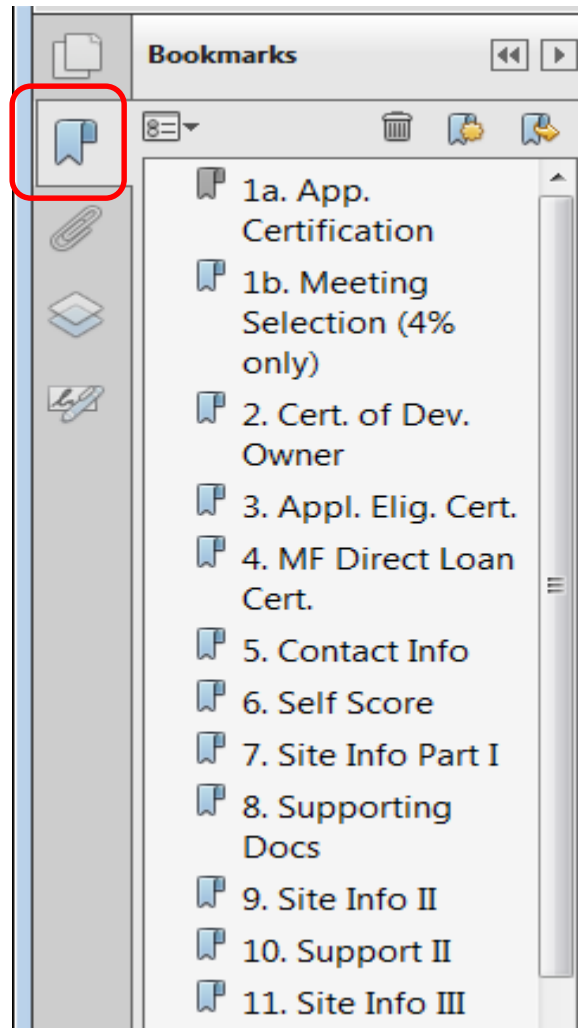 Bookmarks
1a. App.
Certification
1b. Meeting
Selection (4%
only)
2. Cert. of Dev.
Owner
3. Appl. Elig. Cert.
4. MF Direct Loan
Cert.
5. Contact Info
6. Self Score
7. Site Info Part I
8. Supporting
Docs
9. Site Info II
10. Support II
11. Site Info III